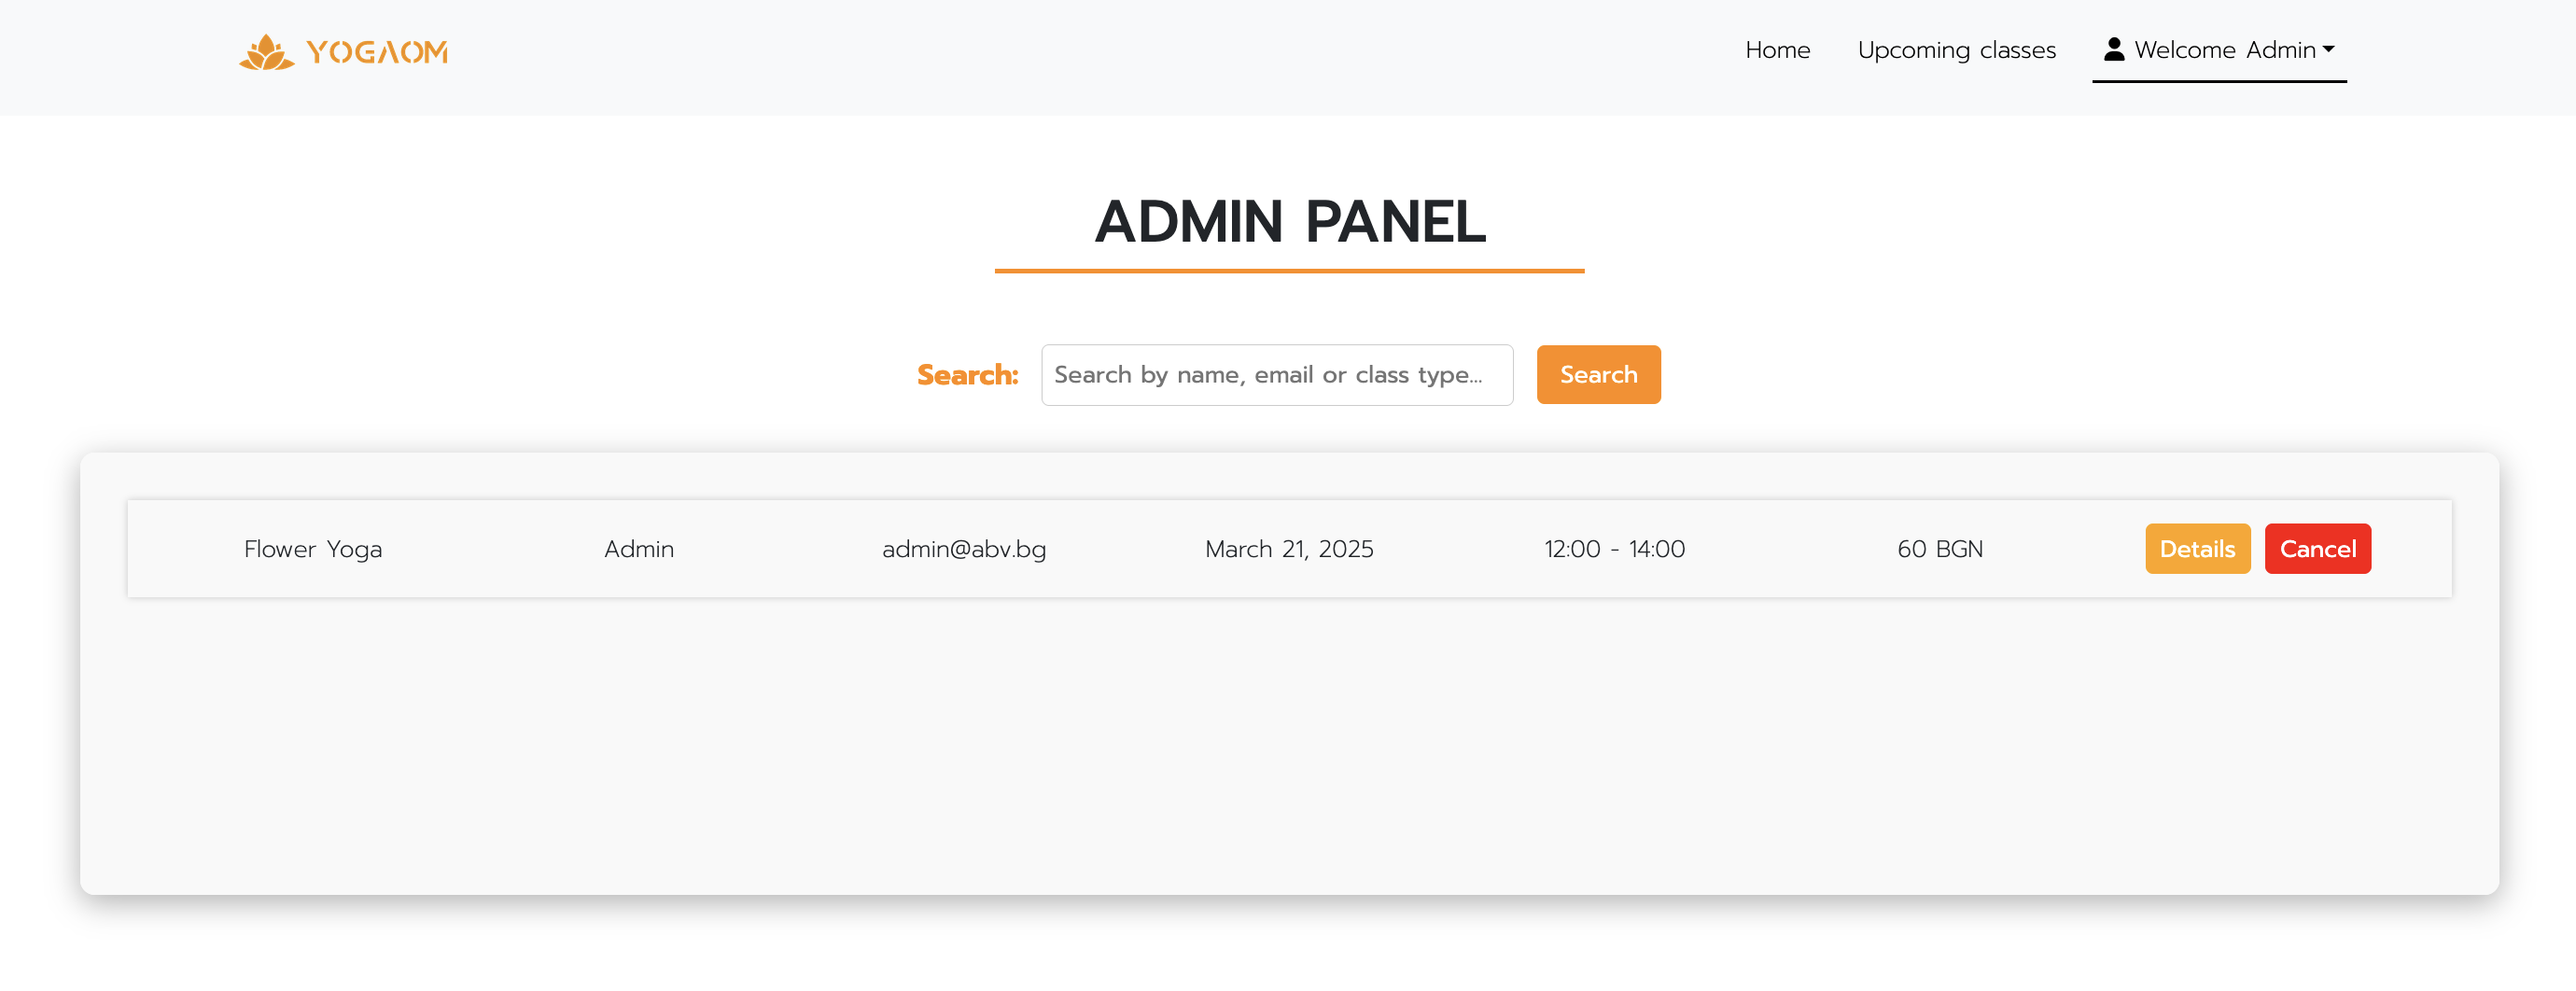 YOGAOM
Home Upcoming classes Welcome Admin
ADMIN PANEL
Search: Search by name, email or class type... Search
Flower Yoga Admin admin@abv.bg March 21, 2025 12:00 - 14:00 60 BGN Details Cancel